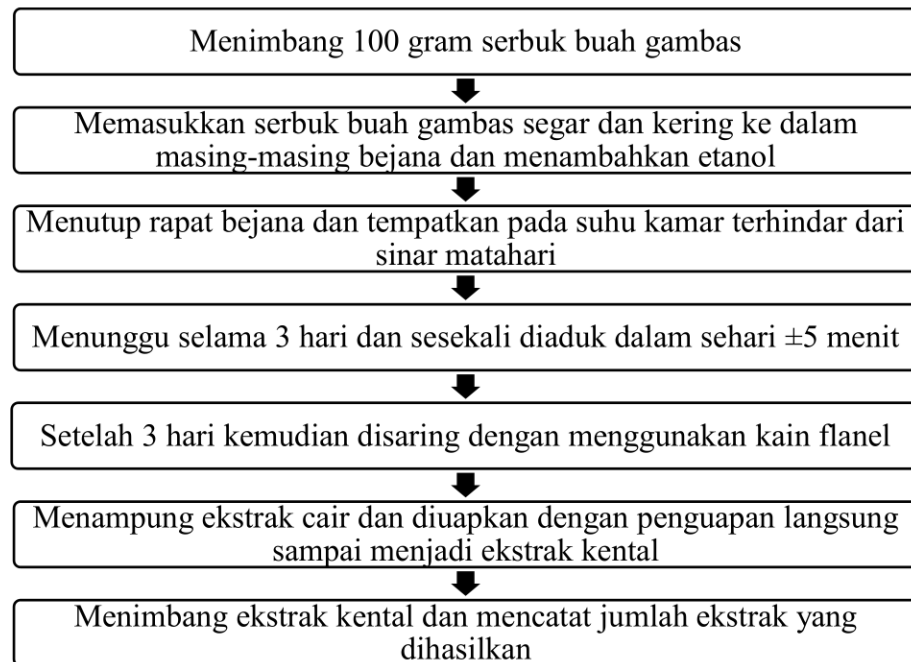 Menimbang 100 gram serbuk buah gambas
Memasukkan serbuk buah gambas segar dan kering ke dalam
masing-masing bejana dan menambahkan etanol
Menutup rapat bejana dan tempatkan pada suhu kamar terhindar dari
sinar matahari
Menunggu selama 3 hari dan sesekali diaduk dalam sehari ±5 menit
Setelah 3 hari kemudian disaring dengan menggunakan kain flanel
Menampung ekstrak cair dan diuapkan dengan penguapan langsung
sampai menjadi ekstrak kental
Menimbang ekstrak kental dan mencatat jumlah ekstrak yang
dihasilkan